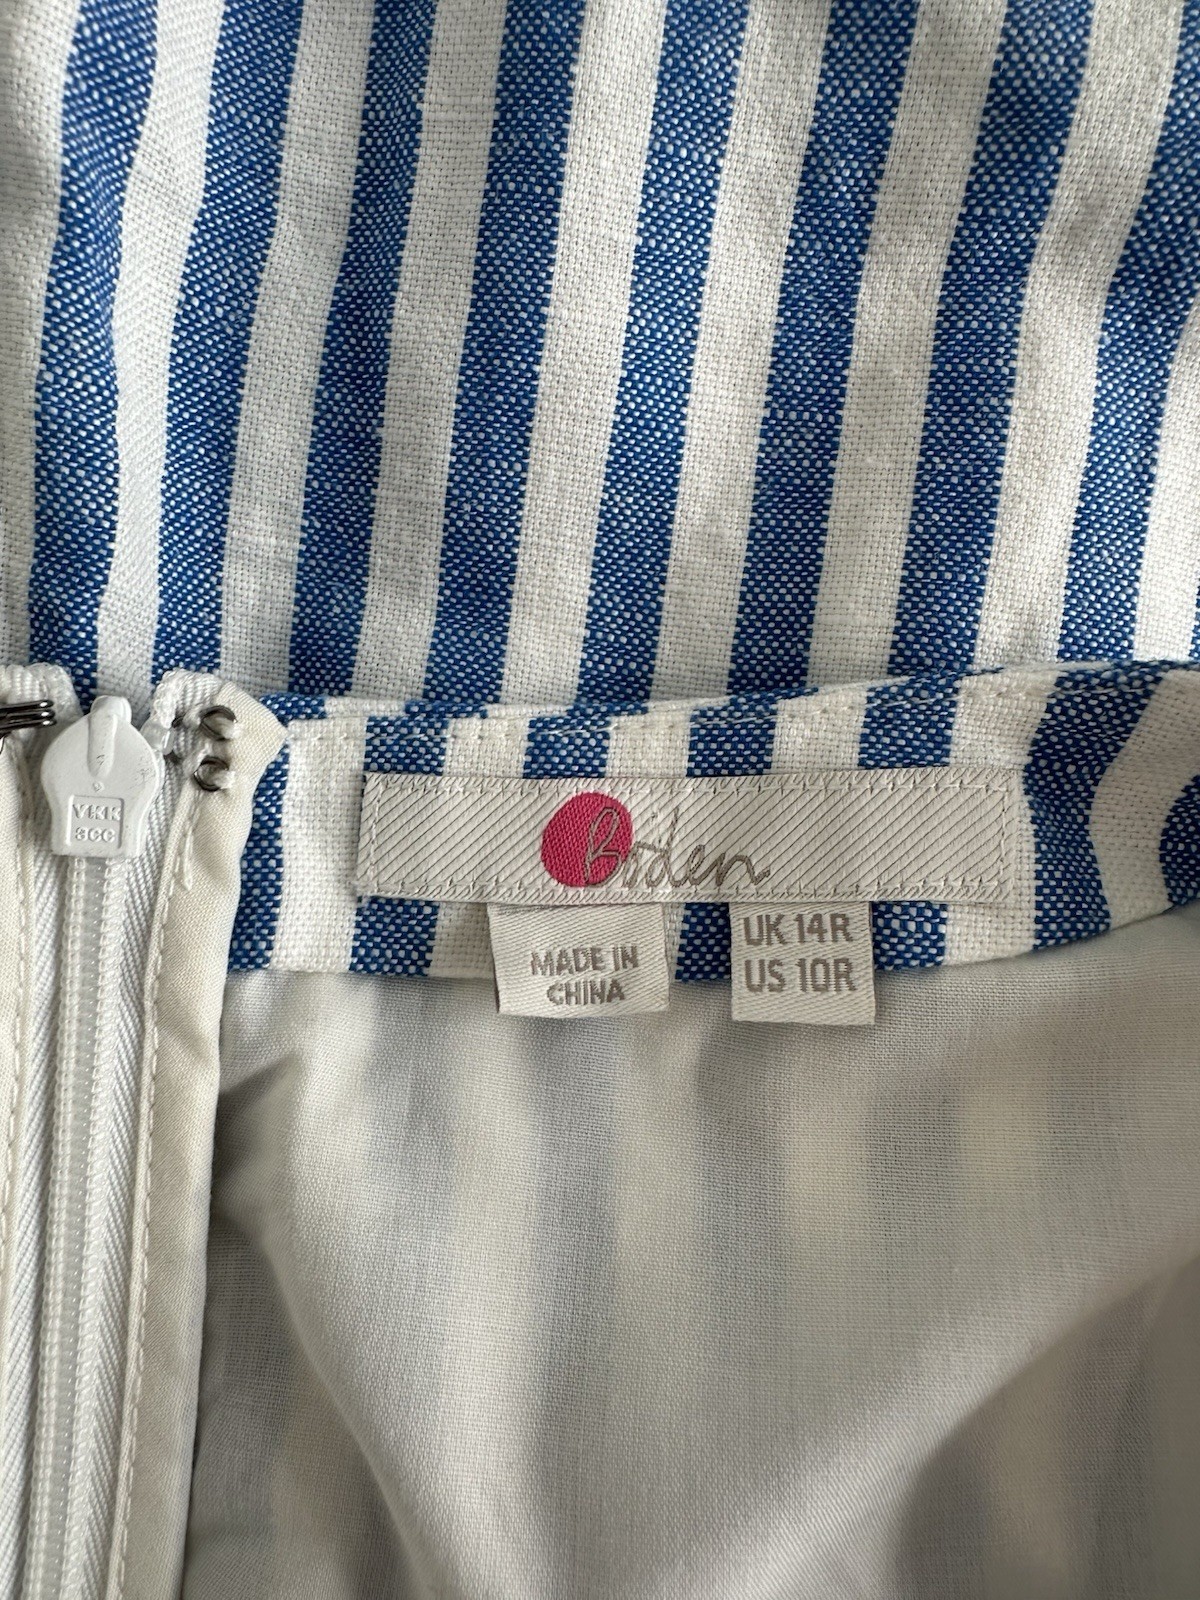 YKK
3CC
Boden
MADE IN
CHINA
UK 14R
US 10R